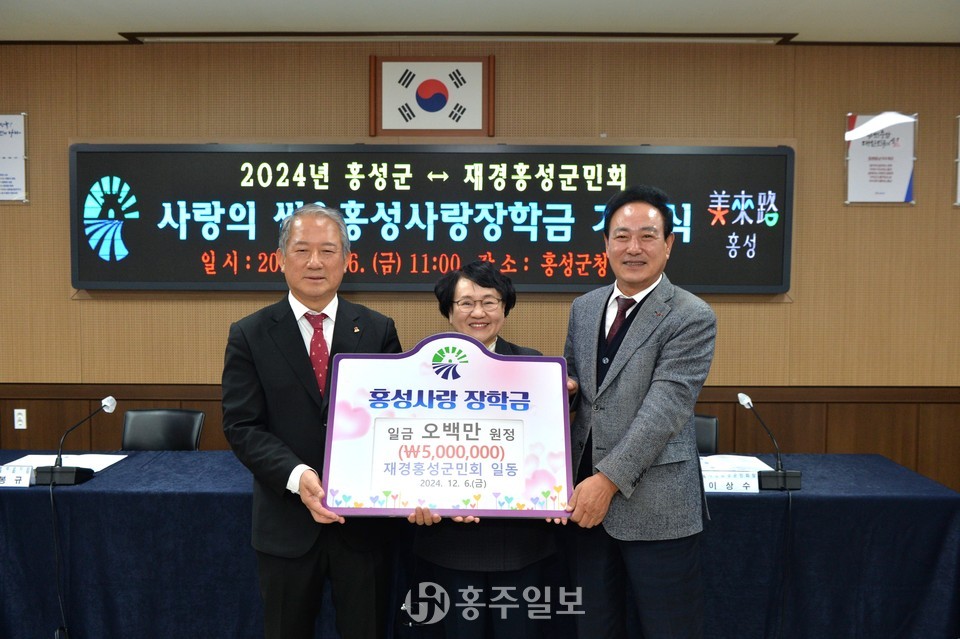 2024년 홍성군 ↔ 재경홍성군민회
사랑의 홍성사랑장학금 식
美來路
홍성
일시 : 20 6. (금) 11:00 장소 : 홍성군청
홍성사랑 장학금
일금 오백만 원정
(₩5,000,000)
재경홍성군민회 일동
2024. 12. 6.(금)
봉규
이상수
홍주일보